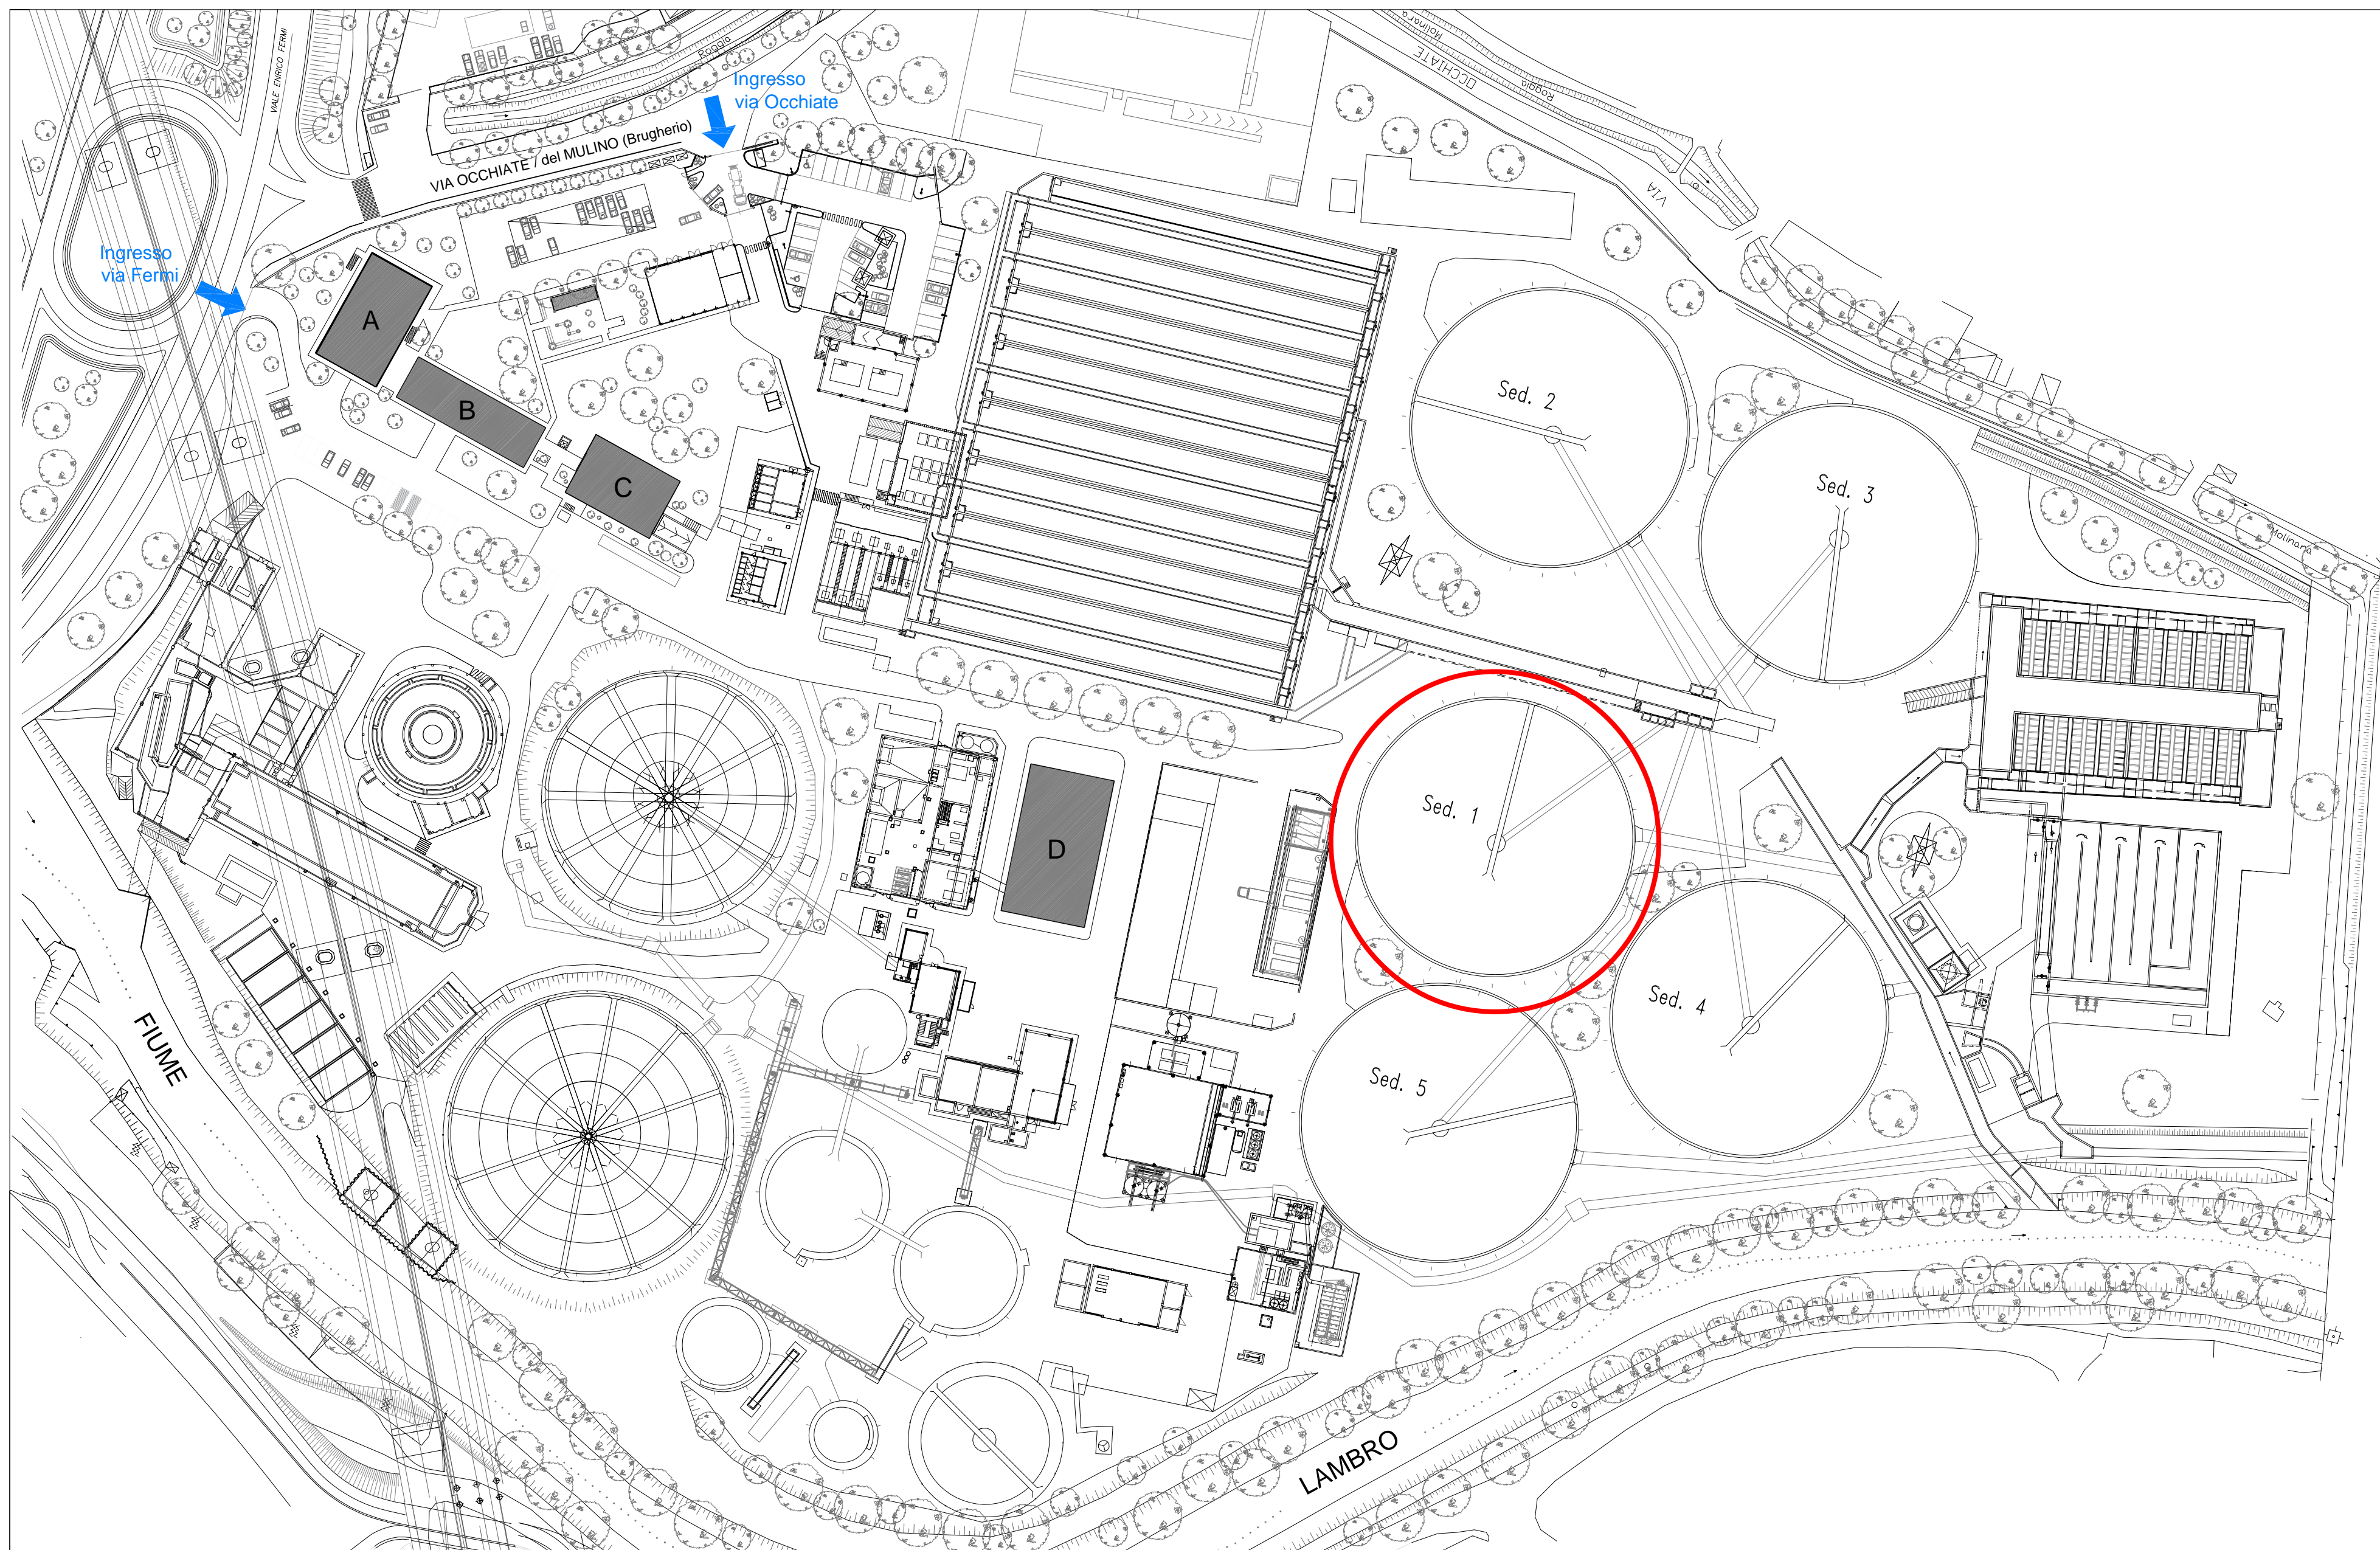 VIALE ENRICO FERMI
Roggia
Ingresso
via Occhiate
Molinara
Roggia
OCCHIATE
VIA
VIA OCCHIATE / del MULINO (Brugherio)
Ingresso
via Fermi
A
B
C
Sed. 2
Sed. 3
Molinara
Sed. 1
D
Sed. 4
Sed. 5
FIUME
LAMBRO